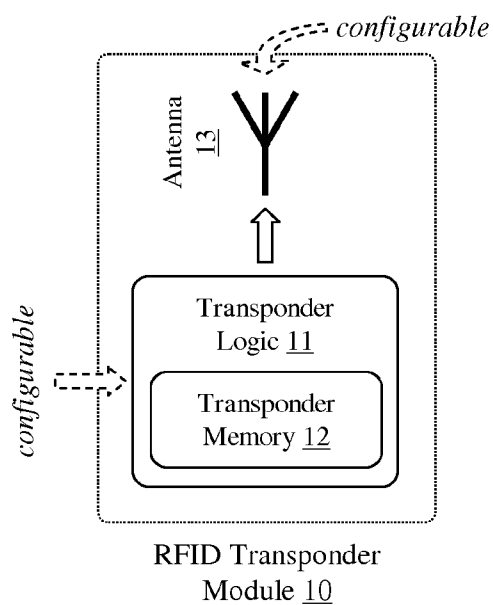 configurable
Antenna
13
Transponder
Logic 11
configurable
Transponder
Memory 12
RFID Transponder
Module 10